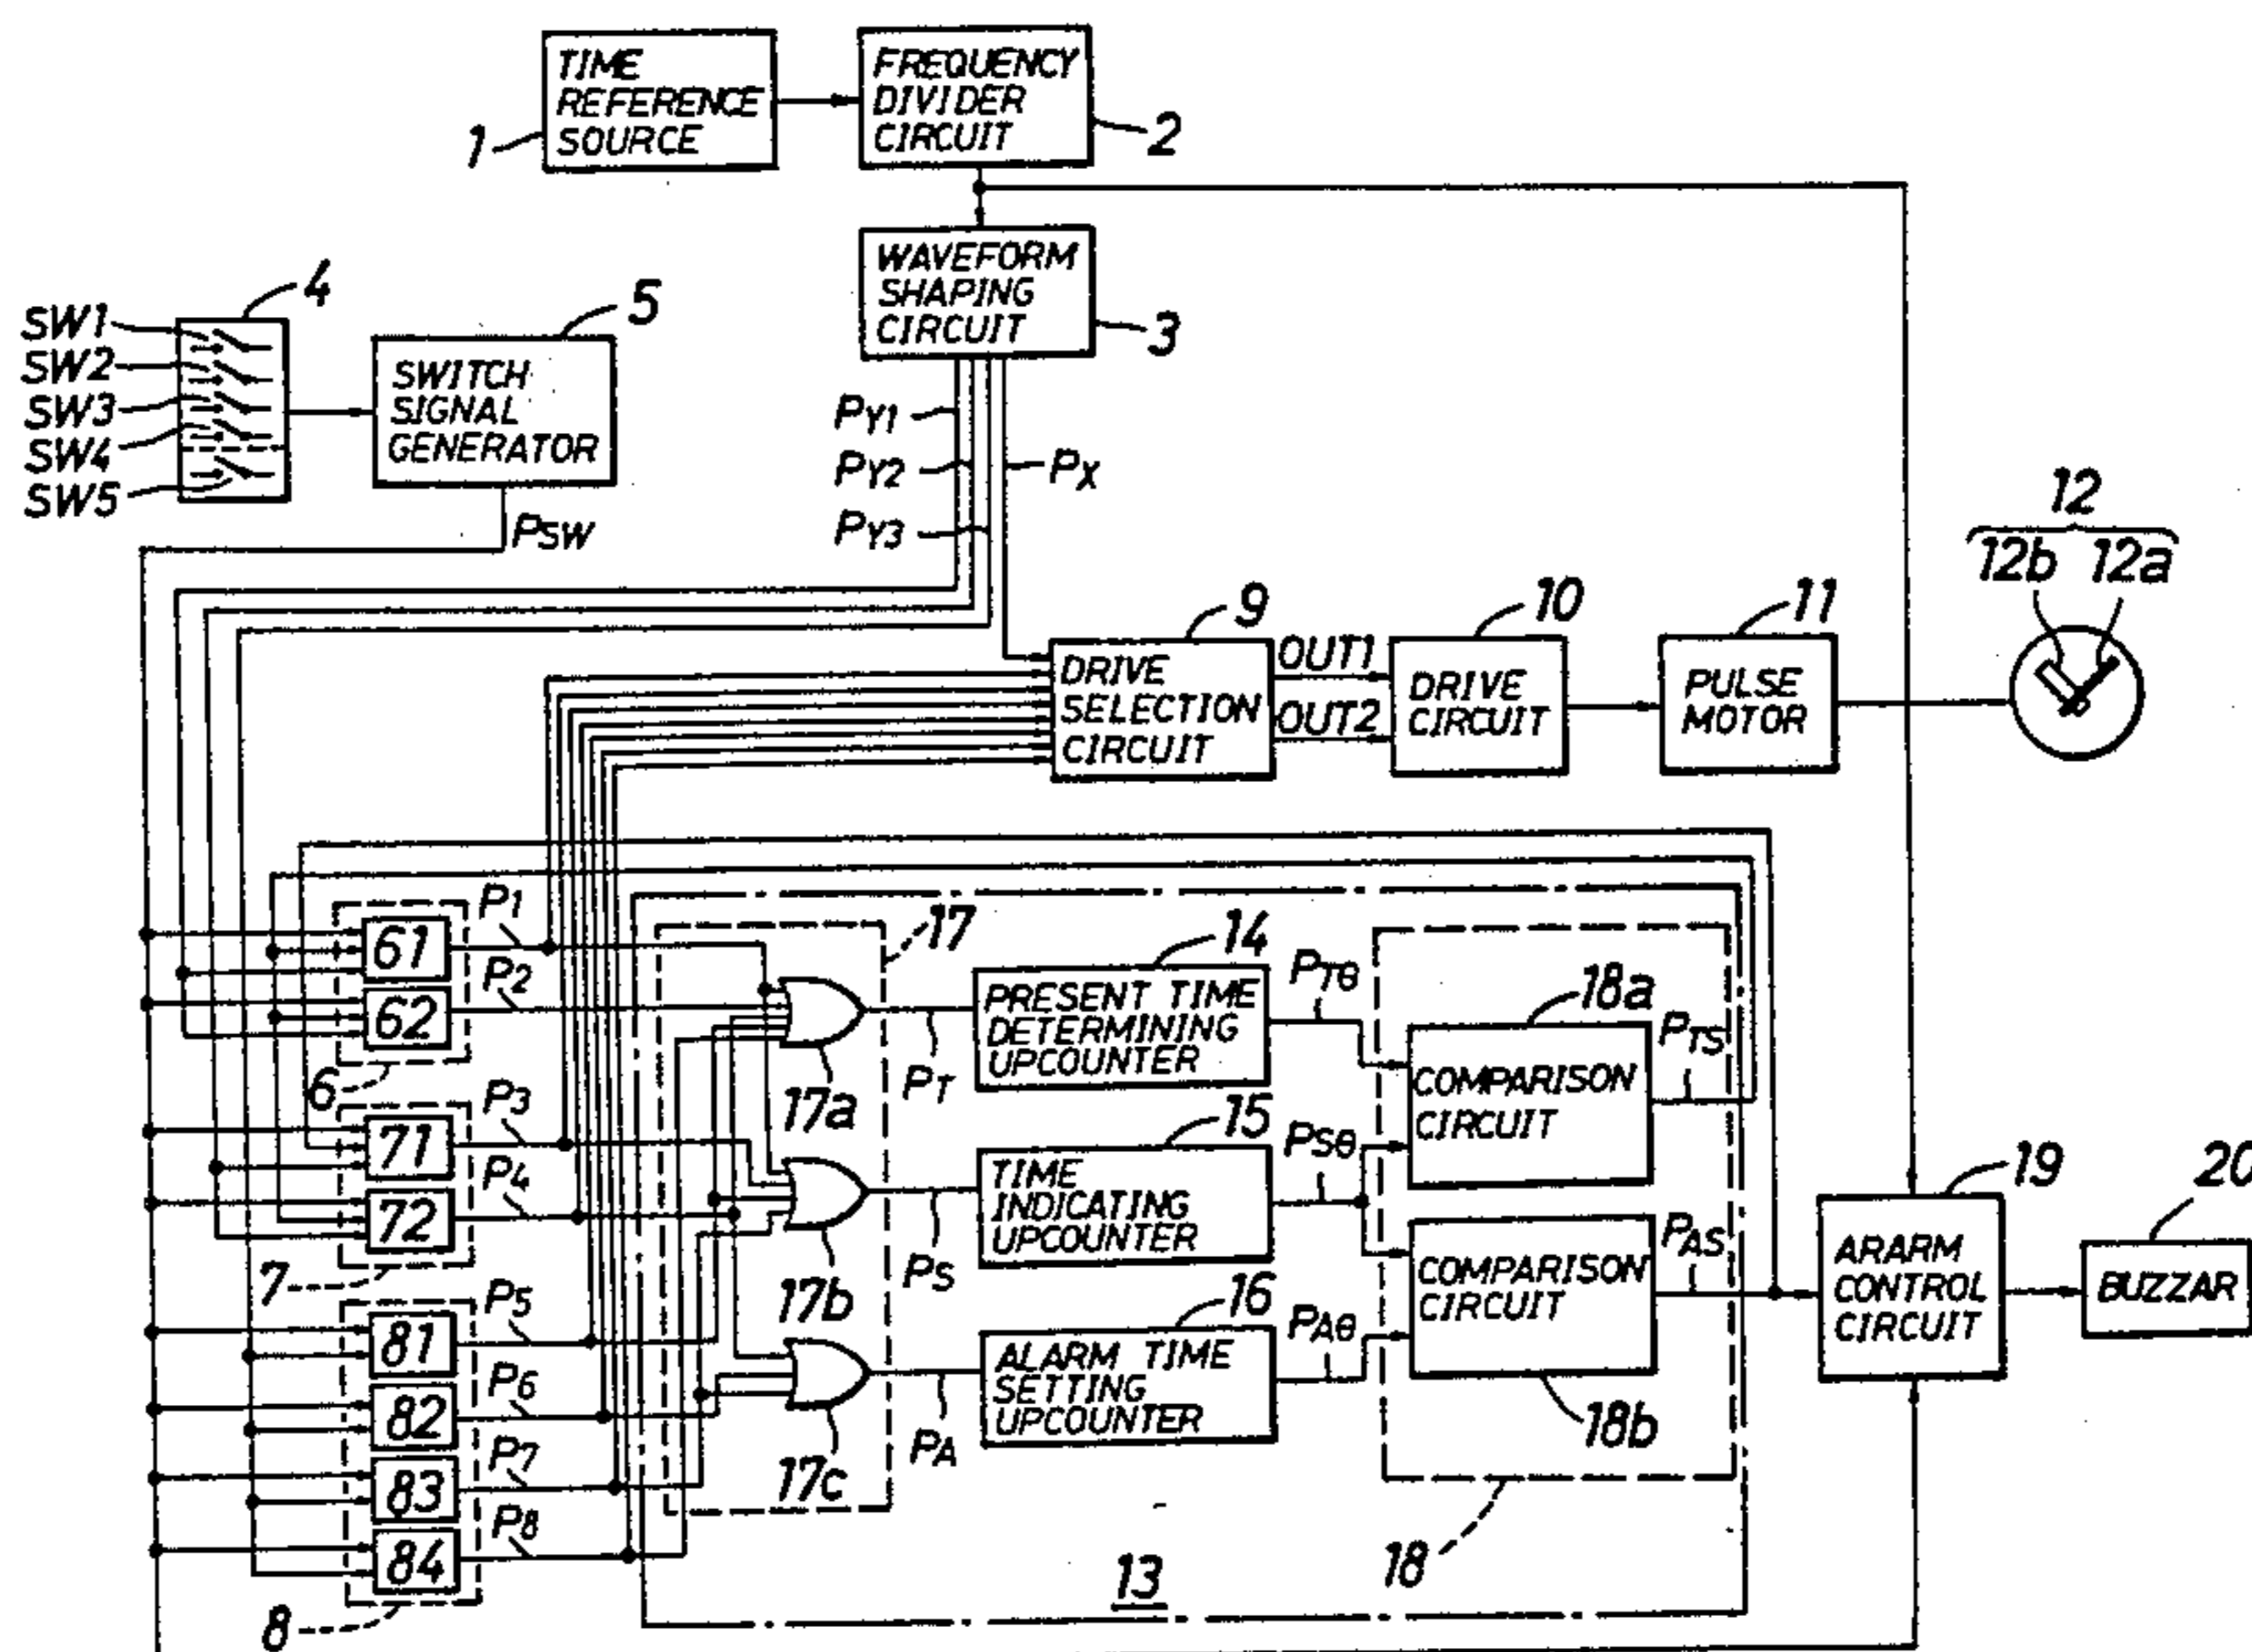 TIME
REFERENCE
SOURCE
1
FREQUENCY
DIVIDER
CIRCUIT
2
WAVEFORM
SHAPING
CIRCUIT
3
4
SW1
SW2
SW3
SW4
SW5
5
SWITCH
SIGNAL
GENERATOR
PSW
PY1
PY2
PY3
PX
12
12b 12a
9
DRIVE
SELECTION
CIRCUIT
OUT1
OUT2
10
DRIVE
CIRCUIT
11
PULSE
MOTOR
61
62
6
71
72
7
81
82
83
84
8
P1
P2
P3
P4
P5
P6
P7
P8
17
17a
17b
17c
PT
PS
PA
14
PRESENT TIME
DETERMINING
UPCOUNTER
15
TIME
INDICATING
UPCOUNTER
16
ALARM TIME
SETTING
UPCOUNTER
PTθ
PSθ
PAθ
18a
COMPARISON
CIRCUIT
PTS
COMPARISON
CIRCUIT
18b
PAS
18
13
19
ARARM
CONTROL
CIRCUIT
20
BUZZAR